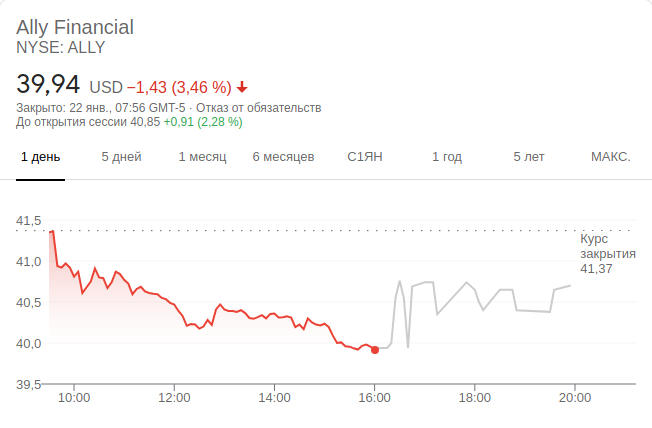 Ally Financial
NYSE: ALLY
39,94 USD −1,43 (3,46 %)
Закрыто: 22 янв., 07:56 GMT-5 · Отказ от обязательств
До открытия сессии 40,85 +0,91 (2,28 %)
1 день 5 дней 1 месяц 6 месяцев С1ЯН 1 год 5 лет МАКС.
41,5
Курс
закрытия
41,37
41,0
40,5
40,0
39,5
10:00 12:00 14:00 16:00 18:00 20:00